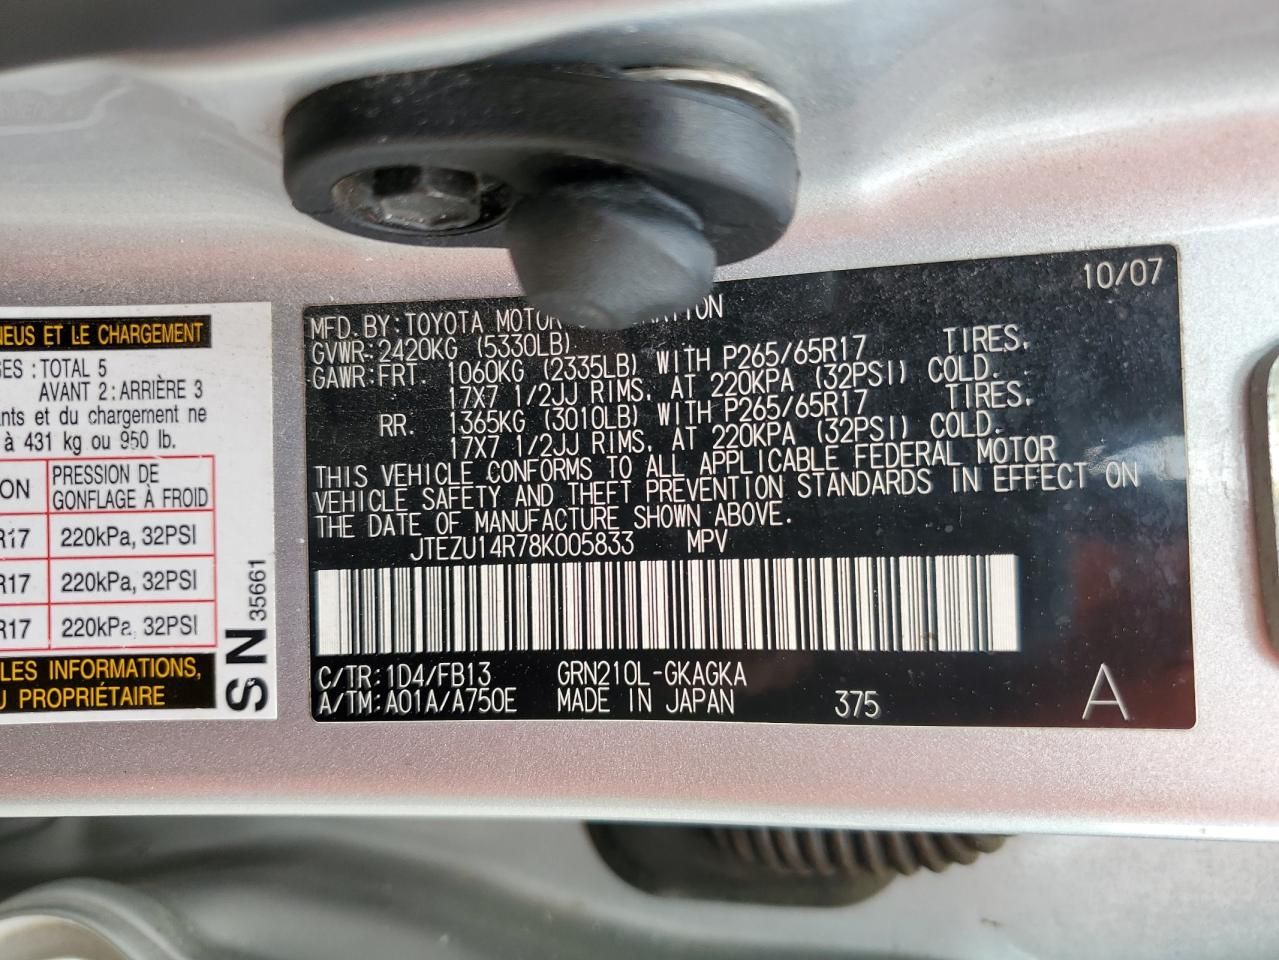 NEUS ET LE CHARGEMENT
GES : TOTAL 5
AVANT 2 : ARRIÈRE 3
ants et du chargement ne
à 431 kg ou 950 lb.
ON
PRESSION DE
GONFLAGE À FROID
R17 220kPa, 32PSI
R17 220kPa, 32PSI
R17 220kPa, 32PSI
LES INFORMATIONS,
U PROPRIÉTAIRE
SN 35661
10/07
MFD. BY: TOYOTA MOTOR
GVWR 2420KG (5330LB)
GAWR: FRT. 1060KG (2335LB) WITH P265/65R17 TIRES,
17X7 1/2JJ RIMS, AT 220KPA (32PSI) COLD.
RR. 1365KG (3010LB) WITH P265/65R17 TIRES,
17X7 1/2JJ RIMS, AT 220KPA (32PSI) COLD.
THIS VEHICLE CONFORMS TO ALL APPLICABLE FEDERAL MOTOR
VEHICLE SAFETY AND THEFT PREVENTION STANDARDS IN EFFECT ON
THE DATE OF MANUFACTURE SHOWN ABOVE.
JTEZU14R78K005833 MPV
C/TR: 1D4/FB13 GRN210L-GKAGKA
A/TM: A01A/A750E MADE IN JAPAN 375 A